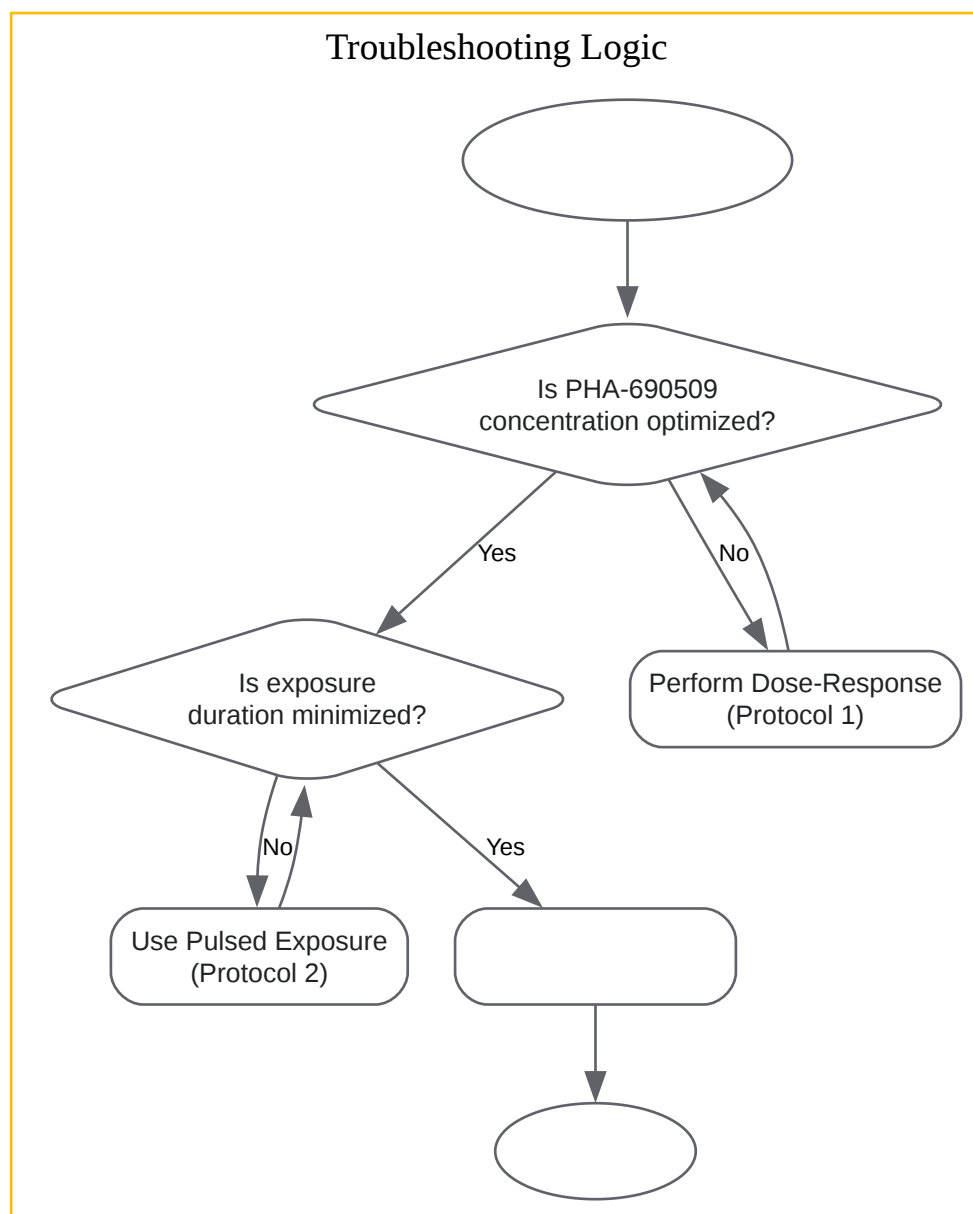 Troubleshooting Logic
Is PHA-690509
concentration optimized?
Yes
No
Is exposure
duration minimized?
Perform Dose-Response
(Protocol 1)
No
Yes
Use Pulsed Exposure
(Protocol 2)